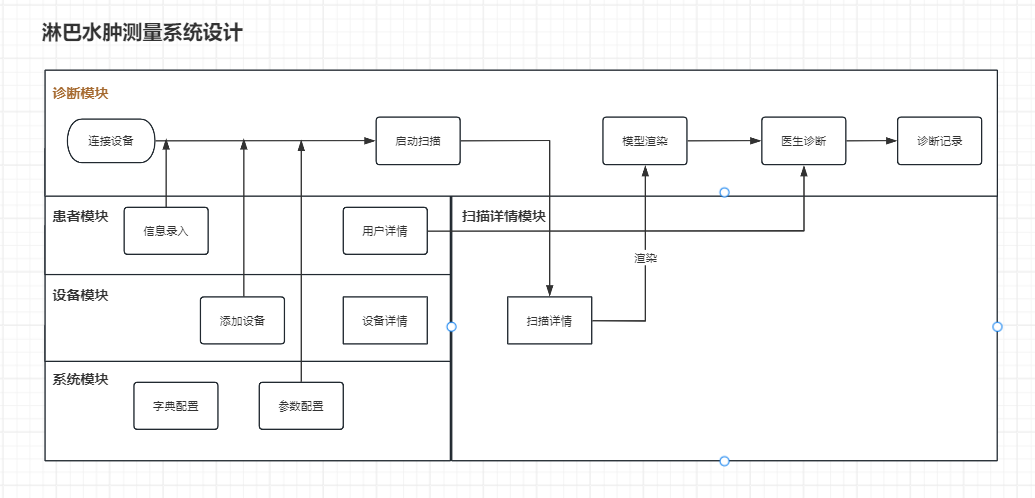 淋巴水肿测量系统设计
诊断模块
连接设备
启动扫描
模型渲染
医生诊断
诊断记录
患者模块
信息录入
用户详情
扫描详情模块
渲染
设备模块
添加设备
设备详情
扫描详情
系统模块
字典配置
参数配置